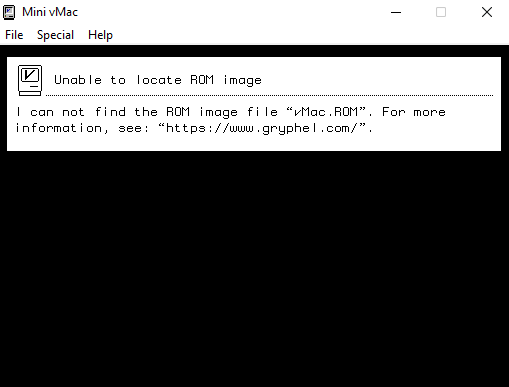 Mini vMac
File Special Help
Unable to locate ROM image
I can not find the ROM image file “vMac.ROM”. For more
information, see: “https://www.gryphel.com/”.